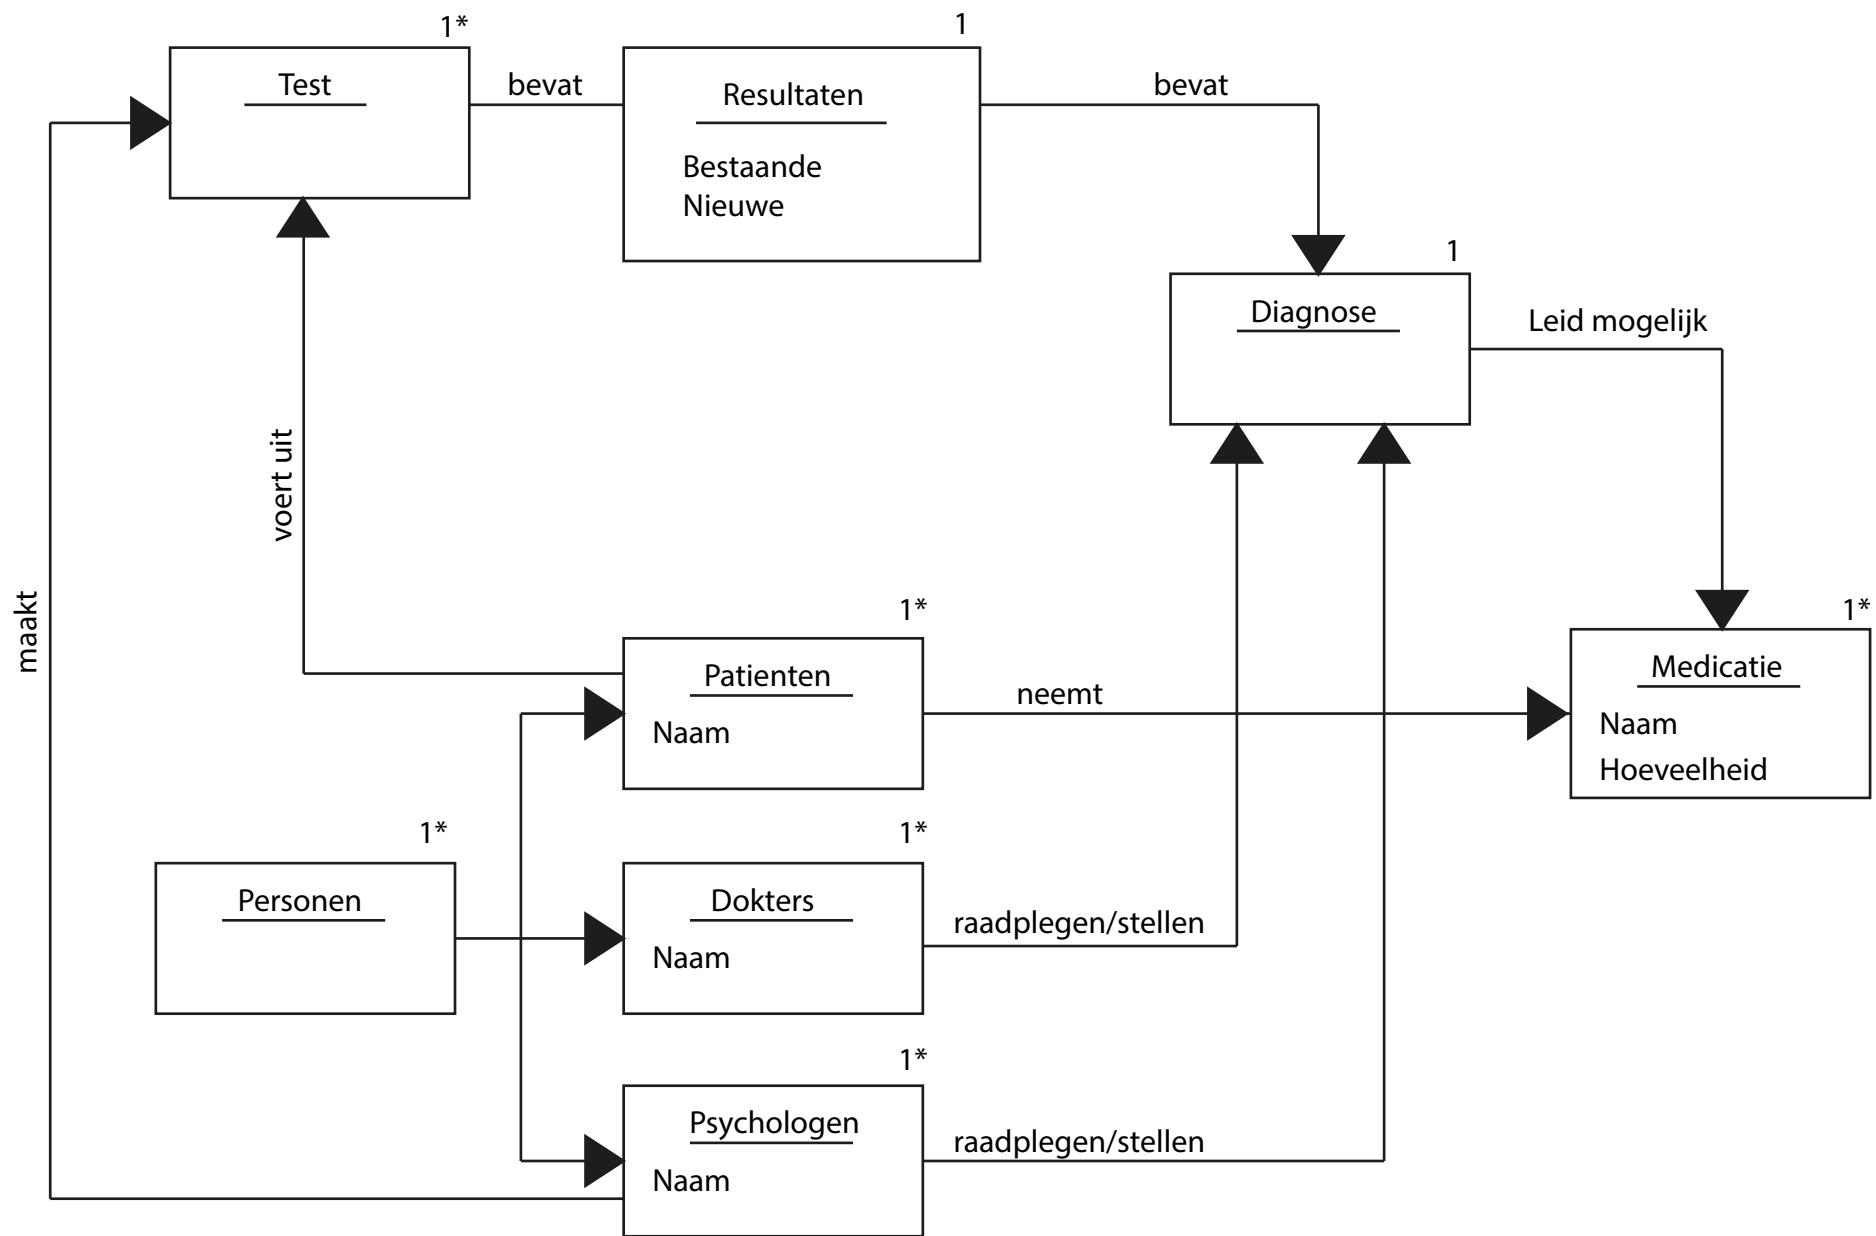 1*
Test
bevat
1
Resultaten
Bestaande
Nieuwe
bevat
1
Diagnose
Leid mogelijk
voert uit
maakt
1*
Patienten
Naam
neemt
1*
Medicatie
Naam
Hoeveelheid
1*
Personen
1*
Dokters
Naam
raadplegen/stellen
1*
Psychologen
Naam
raadplegen/stellen